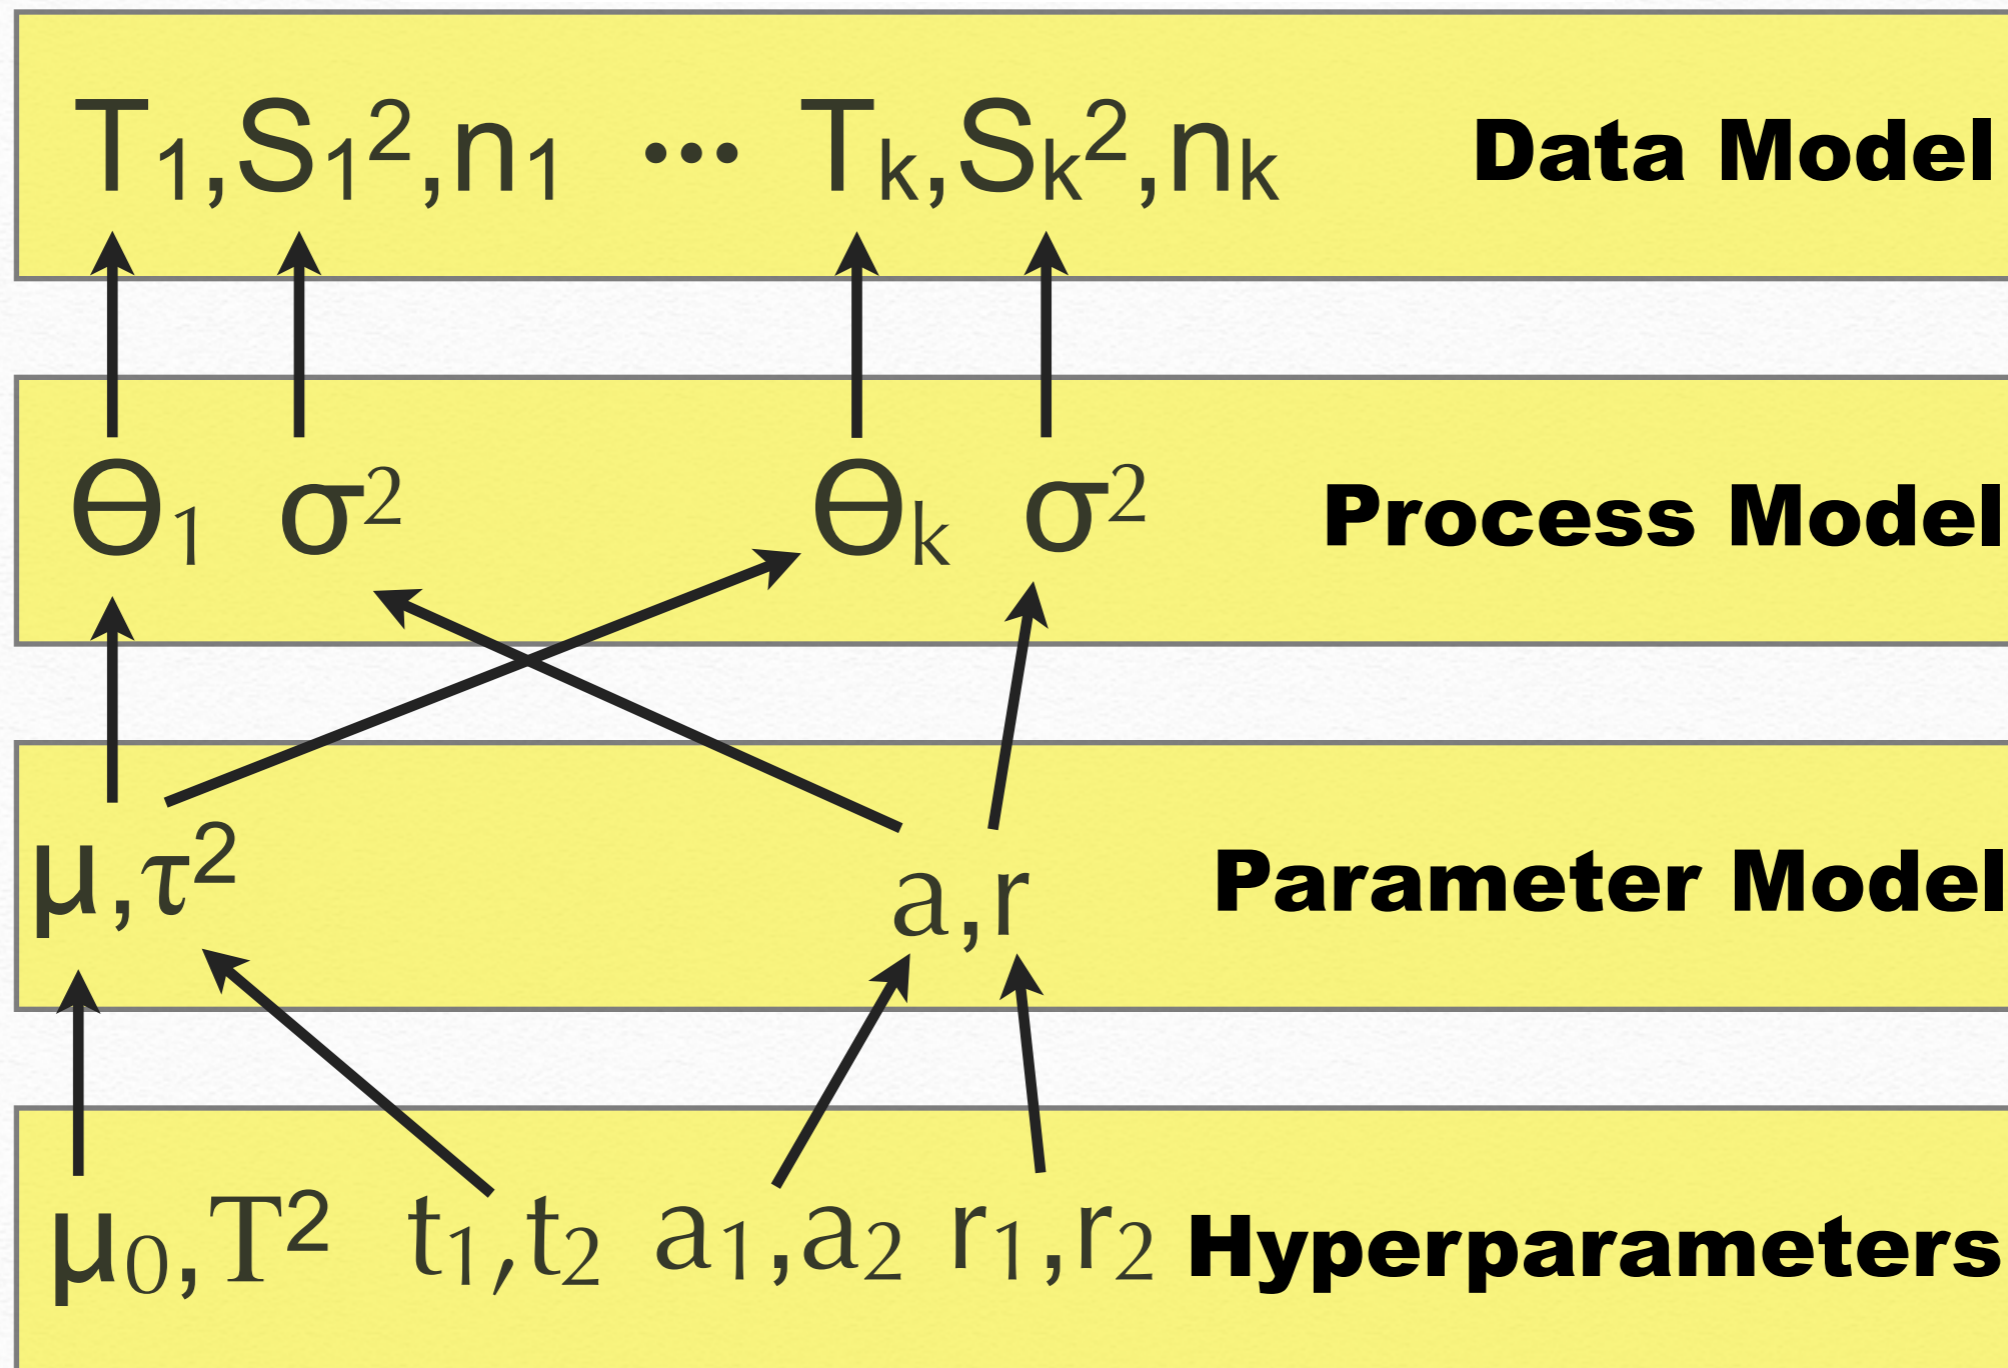 T₁,S₁²,n₁ ••• Tₖ,Sₖ²,nₖ Data Model
Θ₁ σ² Θₖ σ² Process Model
μ,τ² a,r Parameter Model
μ₀,T² t₁,t₂ a₁,a₂ r₁,r₂ Hyperparameters